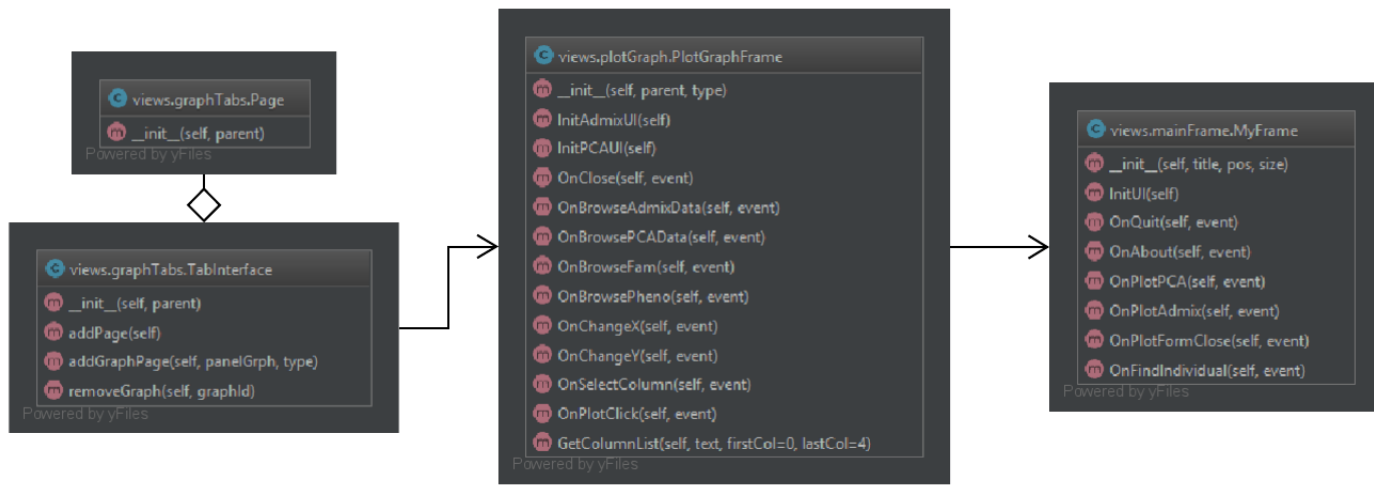 views.graphTabs.Page
__init__(self, parent)
Powered by yFiles
views.graphTabs.TabInterface
__init__(self, parent)
addPage(self)
addGraphPage(self, panelGrph, type)
removeGraph(self, graphId)
Powered by yFiles
views.plotGraph.PlotGraphFrame
__init__(self, parent, type)
InitAdmixUI(self)
InitPCAUI(self)
OnClose(self, event)
OnBrowseAdmixData(self, event)
OnBrowsePCAData(self, event)
OnBrowseFam(self, event)
OnBrowsePheno(self, event)
OnChangeX(self, event)
OnChangeY(self, event)
OnSelectColumn(self, event)
OnPlotClick(self, event)
GetColumnList(self, text, firstCol=0, lastCol=4)
Powered by yFiles
views.mainFrame.MyFrame
__init__(self, title, pos, size)
InitUI(self)
OnQuit(self, event)
OnAbout(self, event)
OnPlotPCA(self, event)
OnPlotAdmix(self, event)
OnPlotFormClose(self, event)
OnFindIndividual(self, event)
Powered by yFiles